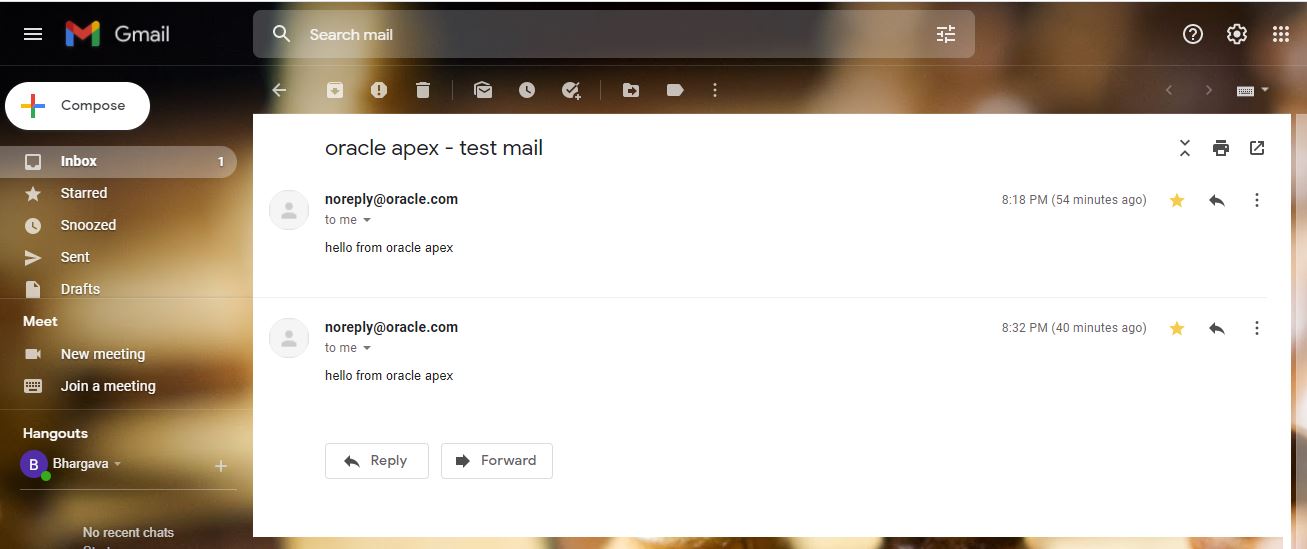 Gmail
Search mail
Compose
Inbox 1
Starred
Snoozed
Sent
Drafts
Meet
New meeting
Join a meeting
Hangouts
B Bhargava
No recent chats
oracle apex - test mail
noreply@oracle.com 8:18 PM (54 minutes ago)
to me
hello from oracle apex
noreply@oracle.com 8:32 PM (40 minutes ago)
to me
hello from oracle apex
Reply Forward